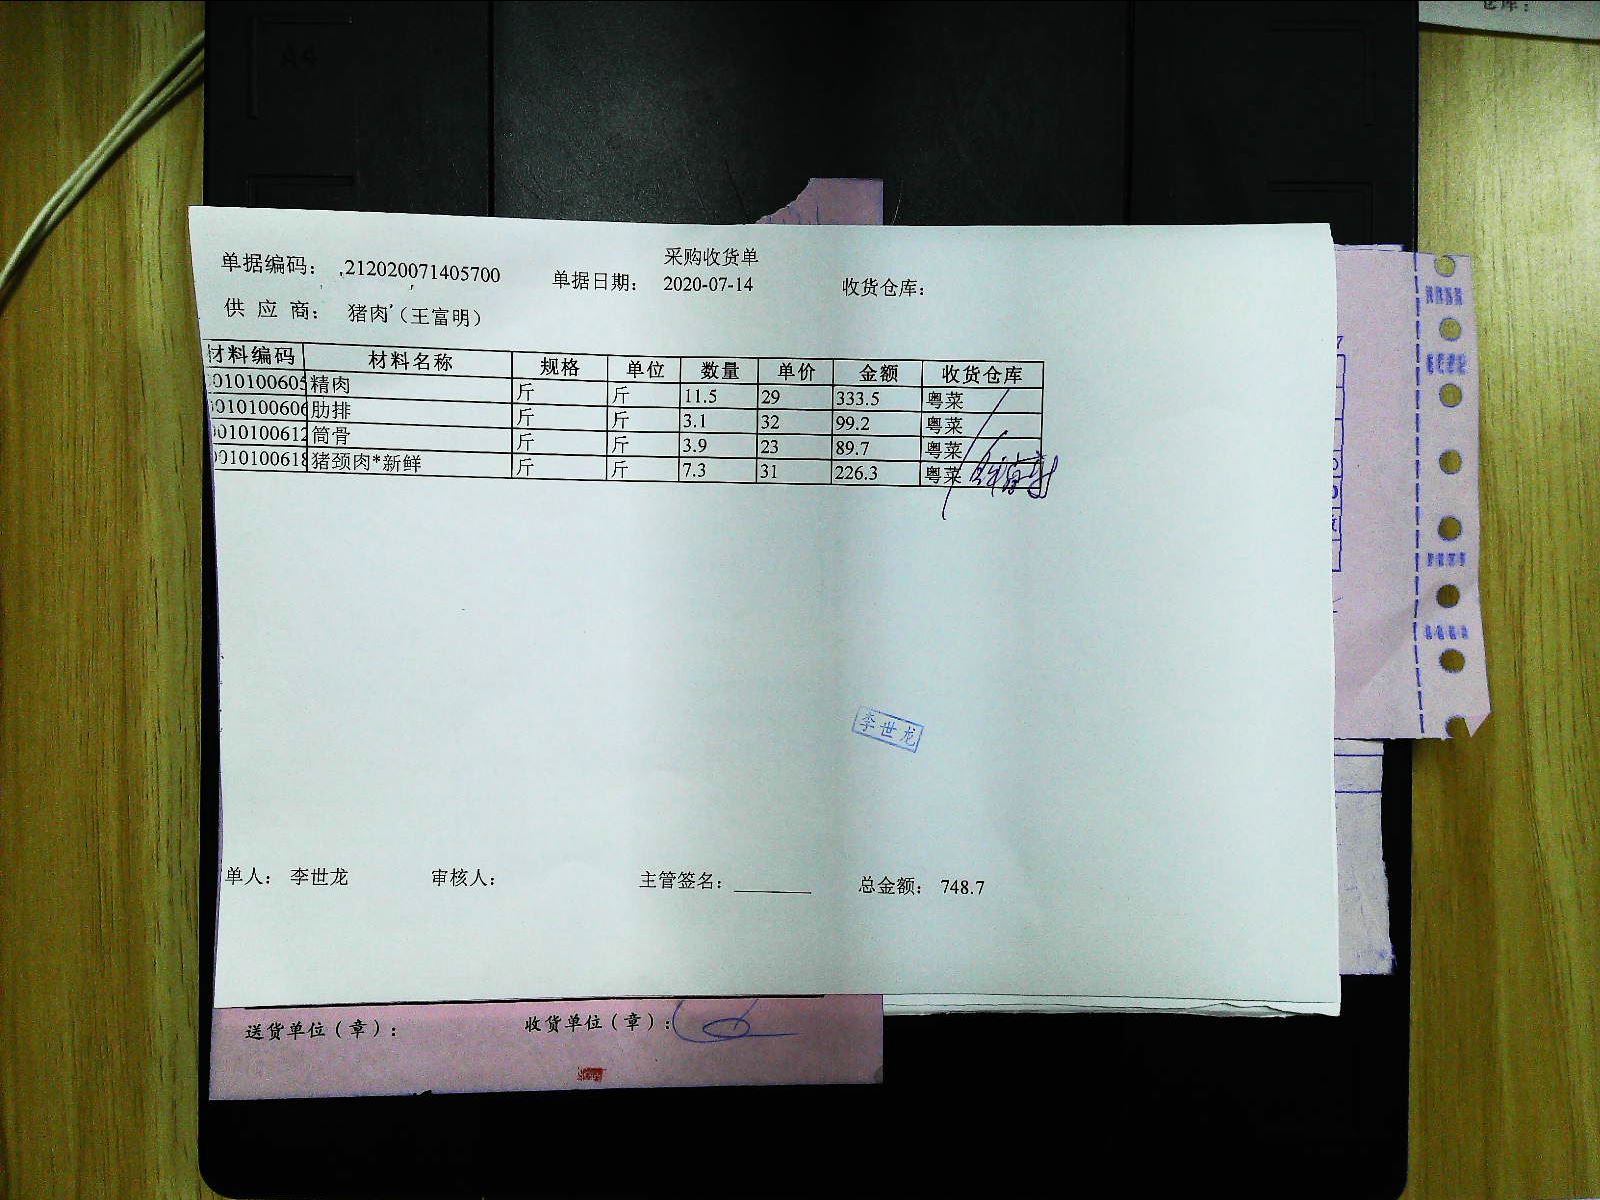 仓库：
采购收货单
单据编码： 212020071405700 单据日期： 2020-07-14 收货仓库：
供 应 商： 猪肉（王富明）
材料编码 材料名称 规格 单位 数量 单价 金额 收货仓库
010100605 精肉 斤 斤 11.5 29 333.5 粤菜
010100606 肋排 斤 斤 3.1 32 99.2 粤菜
010100612 筒骨 斤 斤 3.9 23 89.7 粤菜
010100618 猪颈肉*新鲜 斤 斤 7.3 31 226.3 粤菜
李世龙
单人： 李世龙 审核人： 主管签名： 总金额： 748.7
送货单位（章）： 收货单位（章）：